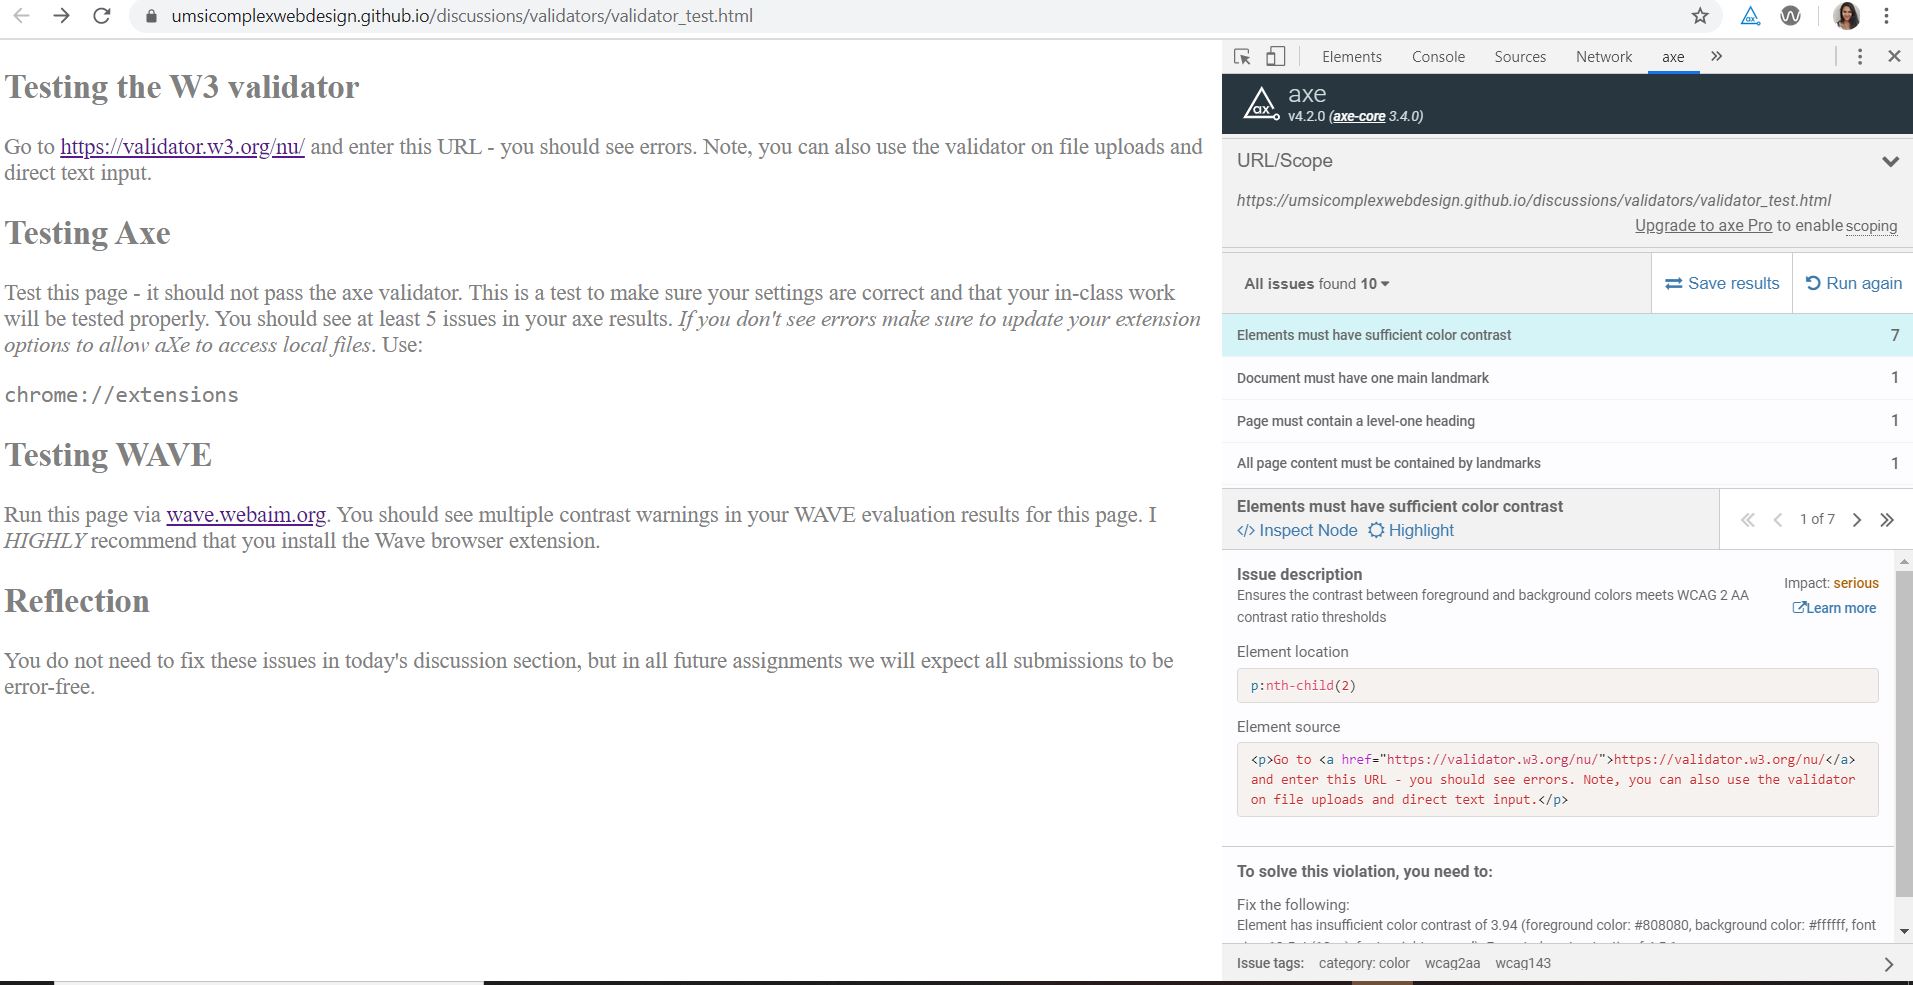 umsicomplexwebdesign.github.io/discussions/validators/validator_test.html
Testing the W3 validator
Go to https://validator.w3.org/nu/ and enter this URL - you should see errors. Note, you can also use the validator on file uploads and
direct text input.
Testing Axe
Test this page - it should not pass the axe validator. This is a test to make sure your settings are correct and that your in-class work
will be tested properly. You should see at least 5 issues in your axe results. If you don't see errors make sure to update your extension
options to allow aXe to access local files. Use:
chrome://extensions
Testing WAVE
Run this page via wave.webaim.org. You should see multiple contrast warnings in your WAVE evaluation results for this page. I
HIGHLY recommend that you install the Wave browser extension.
Reflection
You do not need to fix these issues in today's discussion section, but in all future assignments we will expect all submissions to be
error-free.
Elements Console Sources Network axe »
ax axe
v4.2.0 (axe-core 3.4.0)
URL/Scope
https://umsicomplexwebdesign.github.io/discussions/validators/validator_test.html
Upgrade to axe Pro to enable scoping
All issues found 10 Save results Run again
Elements must have sufficient color contrast 7
Document must have one main landmark 1
Page must contain a level-one heading 1
All page content must be contained by landmarks 1
Elements must have sufficient color contrast
</> Inspect Node Highlight
1 of 7
Issue description
Impact: serious
Ensures the contrast between foreground and background colors meets WCAG 2 AA
contrast ratio thresholds
Learn more
Element location
p:nth-child(2)
Element source
<p>Go to <a href="https://validator.w3.org/nu/">https://validator.w3.org/nu/</a>
and enter this URL - you should see errors. Note, you can also use the validator
on file uploads and direct text input.</p>
To solve this violation, you need to:
Fix the following:
Element has insufficient color contrast of 3.94 (foreground color: #808080, background color: #ffffff, font
Issue tags: category: color wcag2aa wcag143